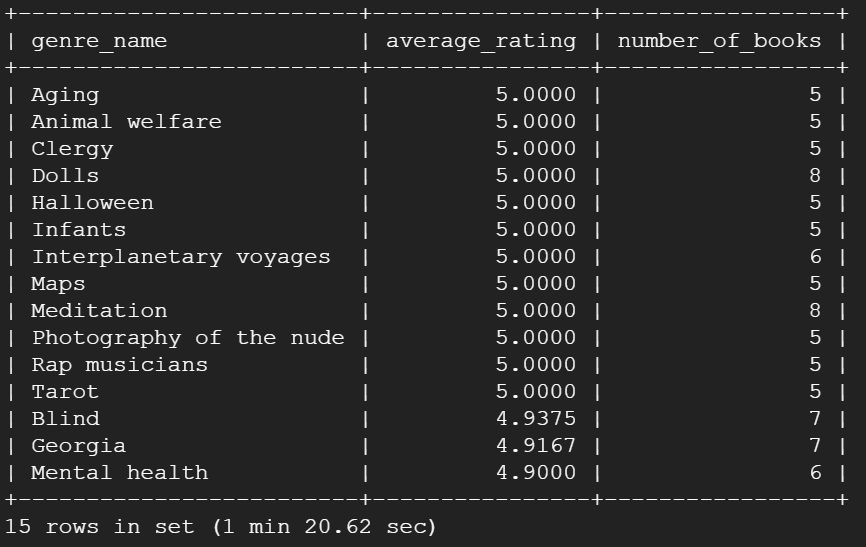 +-------------------------+----------------+-----------------+
| genre_name              | average_rating | number_of_books |
+-------------------------+----------------+-----------------+
| Aging                   |         5.0000 |               5 |
| Animal welfare          |         5.0000 |               5 |
| Clergy                  |         5.0000 |               5 |
| Dolls                   |         5.0000 |               8 |
| Halloween               |         5.0000 |               5 |
| Infants                 |         5.0000 |               5 |
| Interplanetary voyages  |         5.0000 |               6 |
| Maps                    |         5.0000 |               5 |
| Meditation              |         5.0000 |               8 |
| Photography of the nude |         5.0000 |               5 |
| Rap musicians           |         5.0000 |               5 |
| Tarot                   |         5.0000 |               5 |
| Blind                   |         4.9375 |               7 |
| Georgia                 |         4.9167 |               7 |
| Mental health           |         4.9000 |               6 |
+-------------------------+----------------+-----------------+
15 rows in set (1 min 20.62 sec)